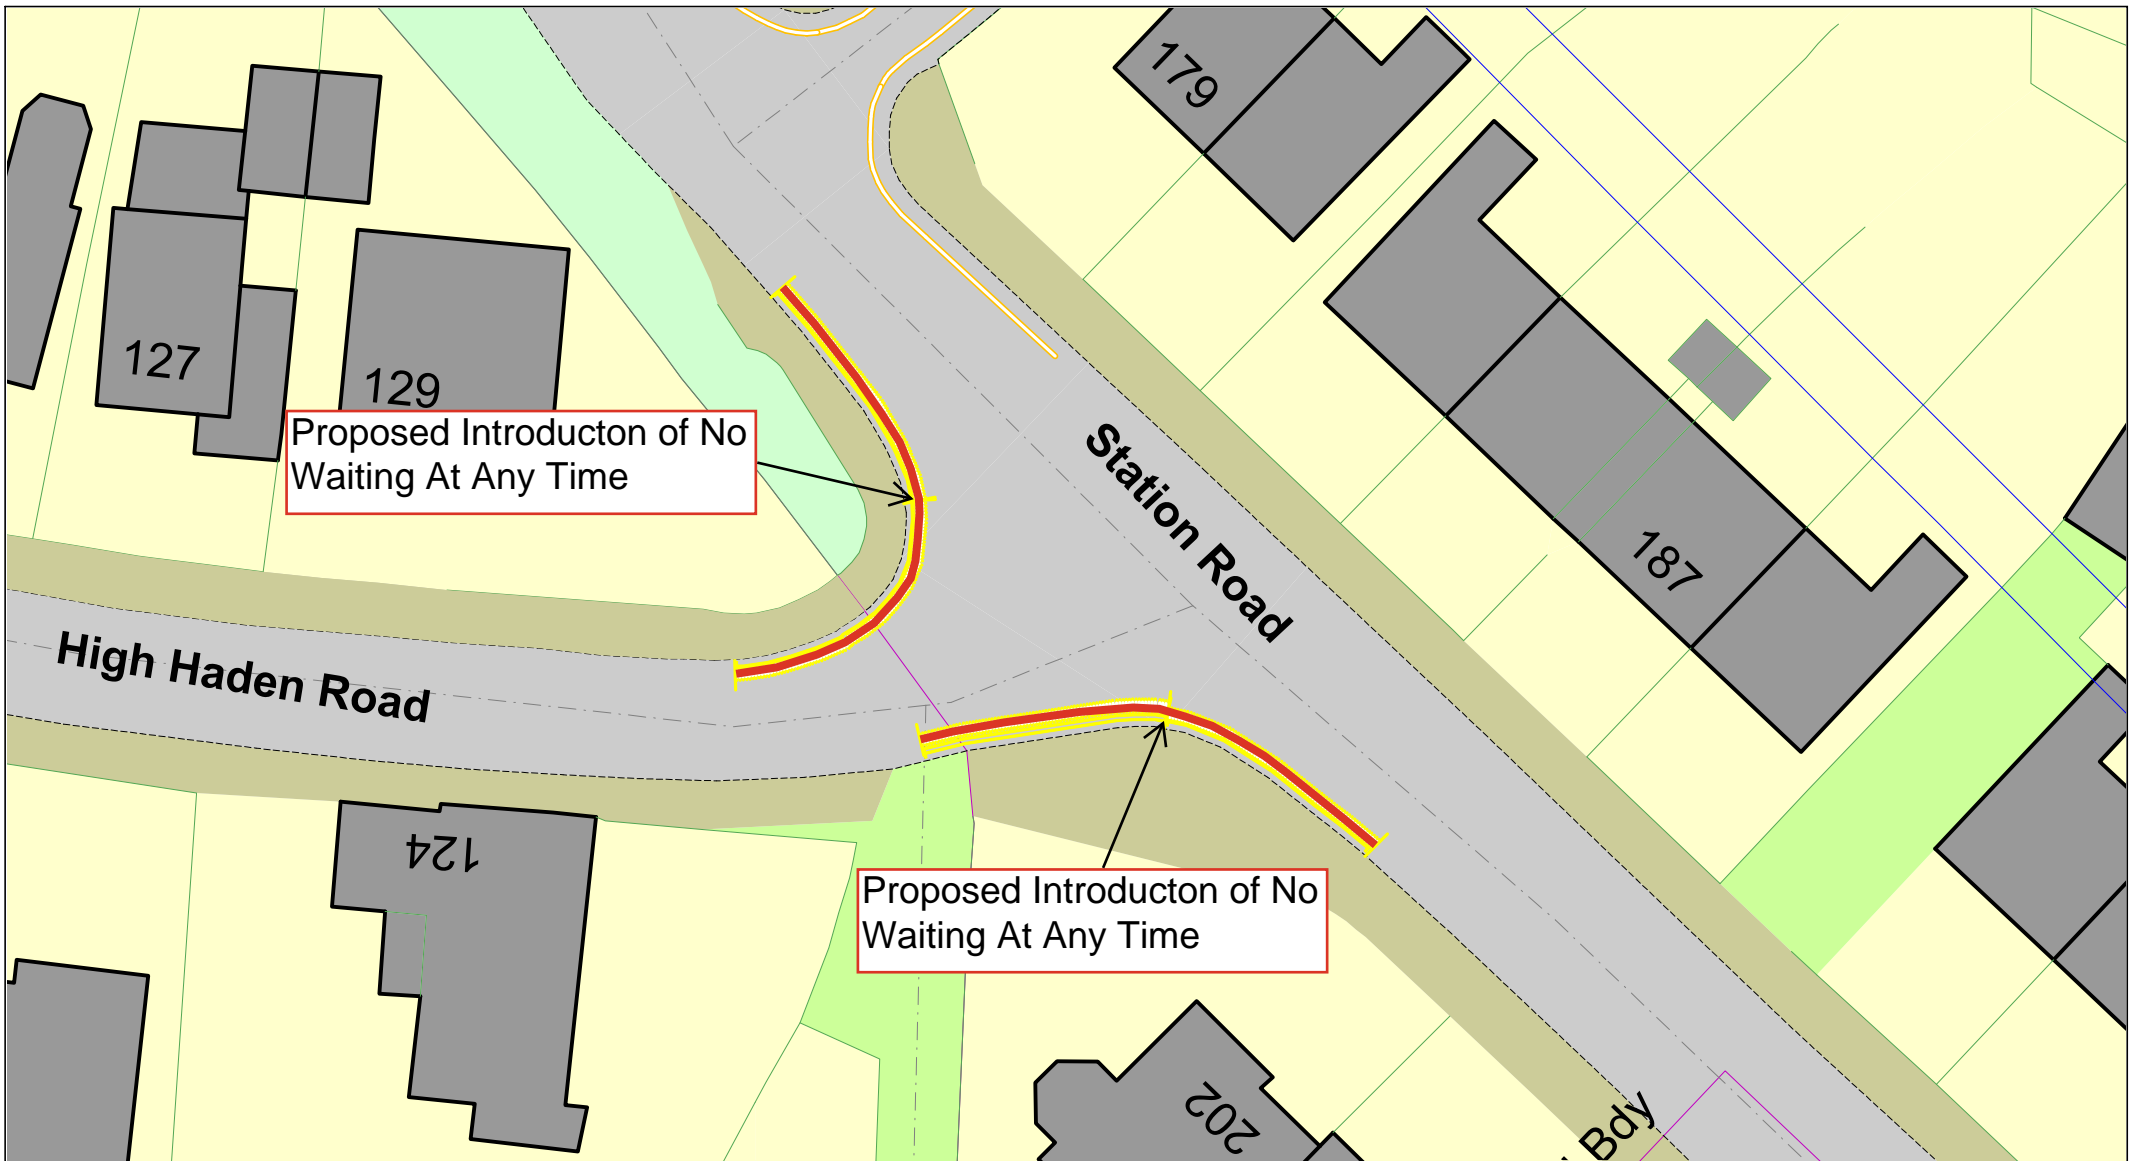 179
127
129
Proposed Introducton of No
Waiting At Any Time
Station Road
187
High Haden Road
124
Proposed Introducton of No
Waiting At Any Time
202
Bdy